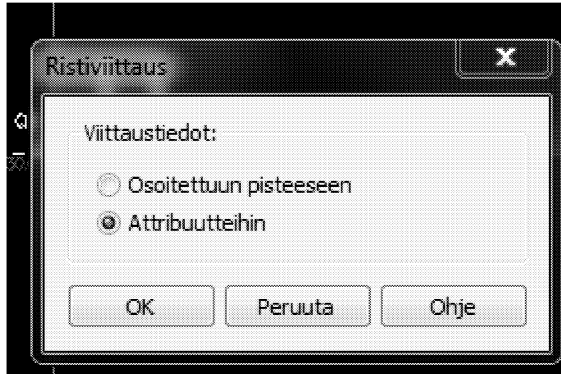 Ristiviittaus
Viittaustiedot:
Osoitettuun pisteeseen
Attribuutteihin
OK Peruuta Ohje